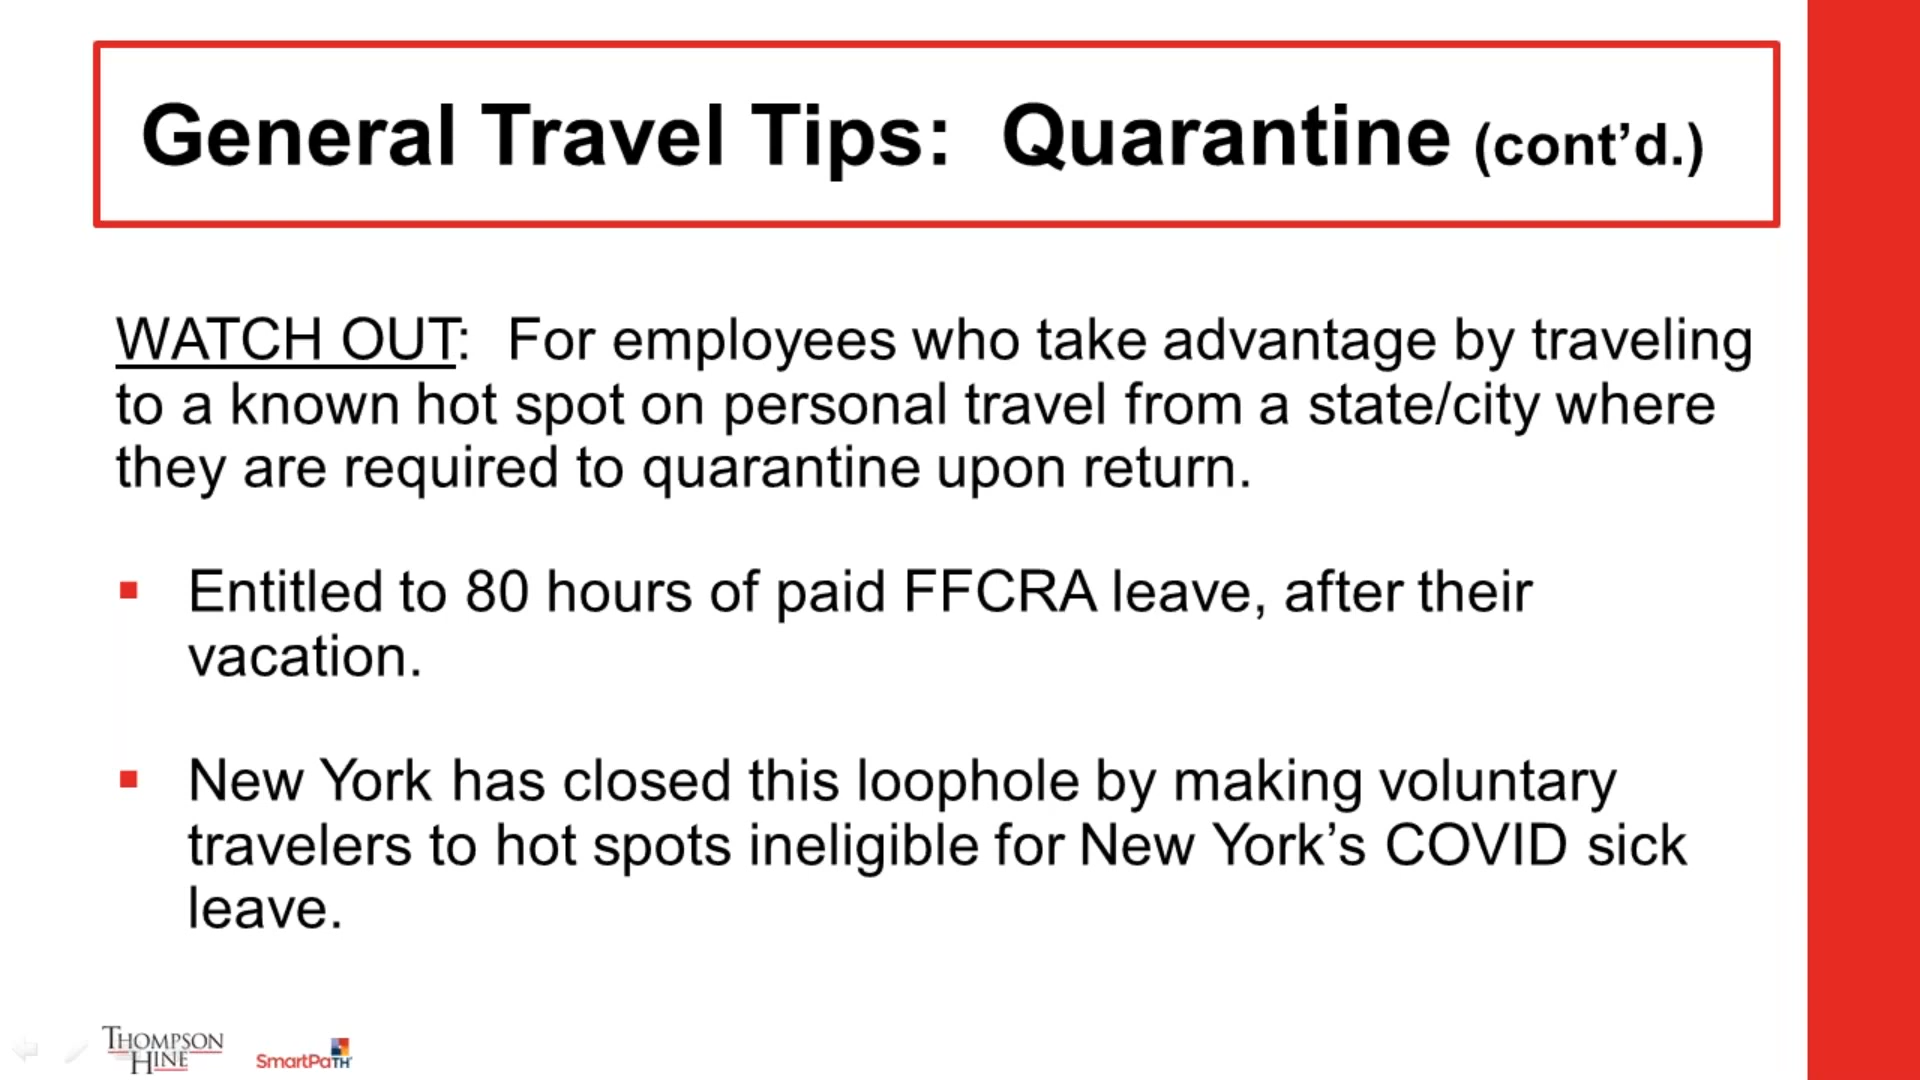 General Travel Tips: Quarantine (cont’d.)
WATCH OUT: For employees who take advantage by traveling
to a known hot spot on personal travel from a state/city where
they are required to quarantine upon return.
Entitled to 80 hours of paid FFCRA leave, after their
vacation.
New York has closed this loophole by making voluntary
travelers to hot spots ineligible for New York’s COVID sick
leave.
THOMPSON
HINE
SmartPaTH